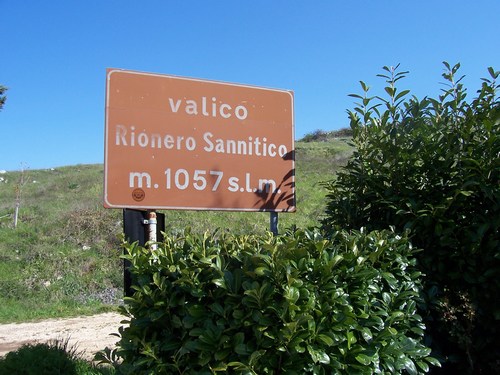 valico
Rionero Sannitico
m. 1057 s.l.m.